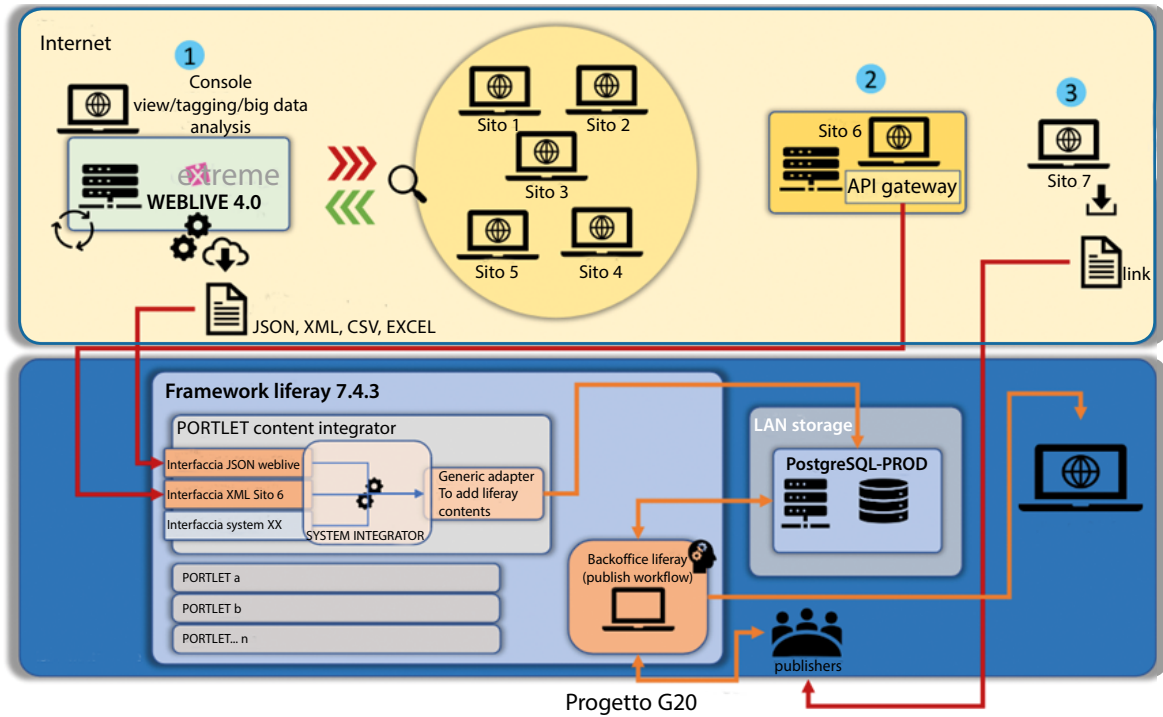 Internet
1
Console
view/tagging/big data
analysis
extreme
WEBLIVE 4.0
JSON, XML, CSV, EXCEL
Sito 1
Sito 2
Sito 3
Sito 5
Sito 4
2
Sito 6
API gateway
3
Sito 7
link
Framework liferay 7.4.3
PORTLET content integrator
Interfaccia JSON weblive
Interfaccia XML Sito 6
Interfaccia system XX
SYSTEM INTEGRATOR
Generic adapter
To add liferay
contents
PORTLET a
PORTLET b
PORTLET... n
Backoffice liferay
(publish workflow)
LAN storage
PostgreSQL-PROD
publishers
Progetto G20